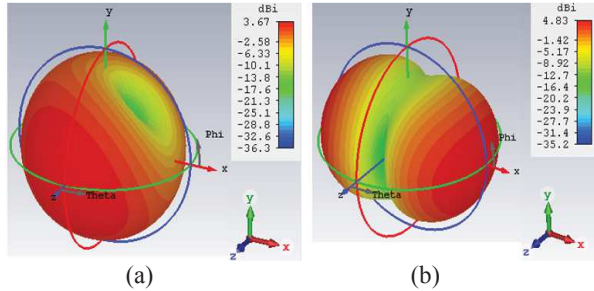 dBi
3.67
-2.58
-6.33
-10.1
-13.8
-17.6
-21.3
-25.1
-28.8
-32.6
-36.3
y
Phi
x
z
Theta
y
x
z
(a)
dBi
4.83
-1.42
-5.17
-8.92
-12.7
-16.4
-20.2
-23.9
-27.7
-31.4
-35.2
y
Phi
x
z
Theta
y
x
z
(b)